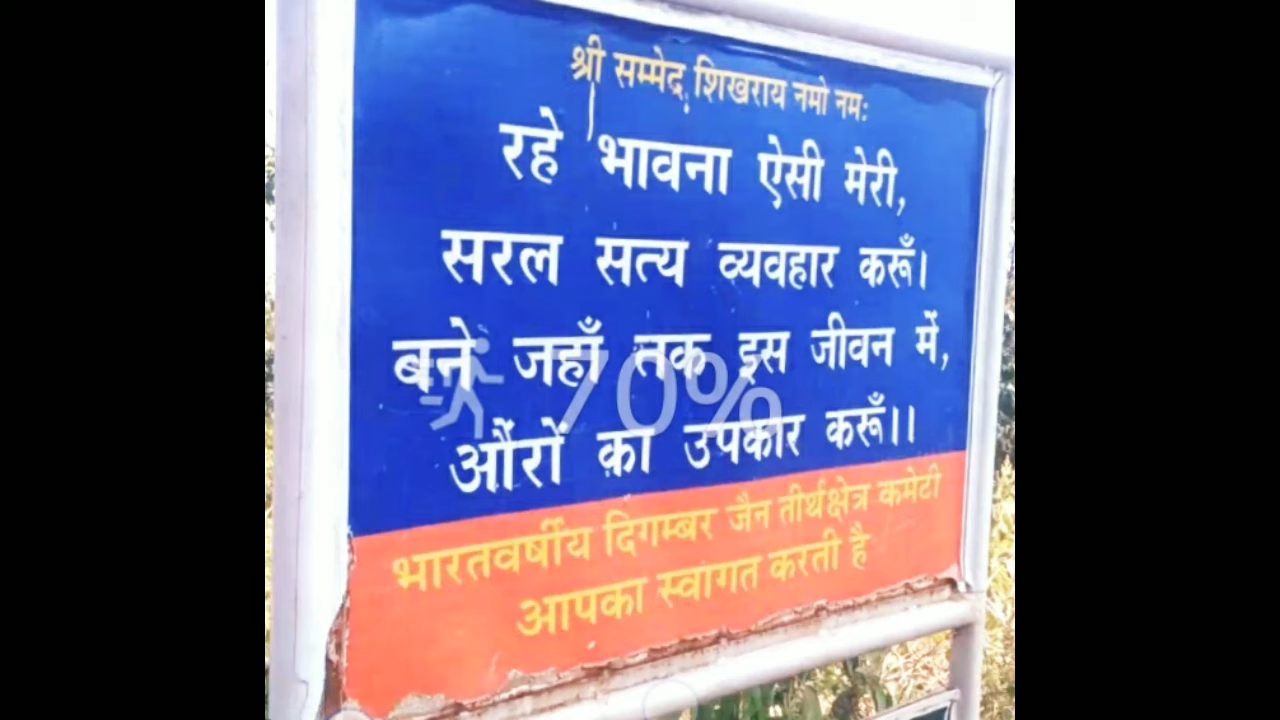 श्री सम्मेद शिखराय नमो नमः
रहे भावना ऐसी मेरी,
सरल सत्य व्यवहार करूँ।
बने जहाँ तक इस जीवन में,
औंरों का उपकार करूँ।।
70%
भारतवर्षीय दिगम्बर जैन तीर्थक्षेत्र कमेटी
आपका स्वागत करती है